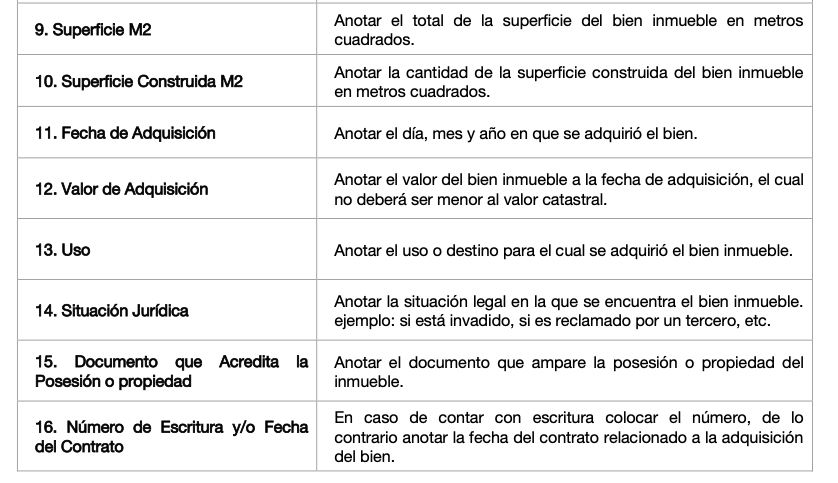 9. Superficie M2
Anotar el total de la superficie del bien inmueble en metros
cuadrados.
10. Superficie Construida M2
Anotar la cantidad de la superficie construida del bien inmueble
en metros cuadrados.
11. Fecha de Adquisición
Anotar el día, mes y año en que se adquirió el bien.
12. Valor de Adquisición
Anotar el valor del bien inmueble a la fecha de adquisición, el cual
no deberá ser menor al valor catastral.
13. Uso
Anotar el uso o destino para el cual se adquirió el bien inmueble.
14. Situación Jurídica
Anotar la situación legal en la que se encuentra el bien inmueble.
ejemplo: si está invadido, si es reclamado por un tercero, etc.
15. Documento que Acredita la
Posesión o propiedad
Anotar el documento que ampare la posesión o propiedad del
inmueble.
16. Número de Escritura y/o Fecha
del Contrato
En caso de contar con escritura colocar el número, de lo
contrario anotar la fecha del contrato relacionado a la adquisición
del bien.